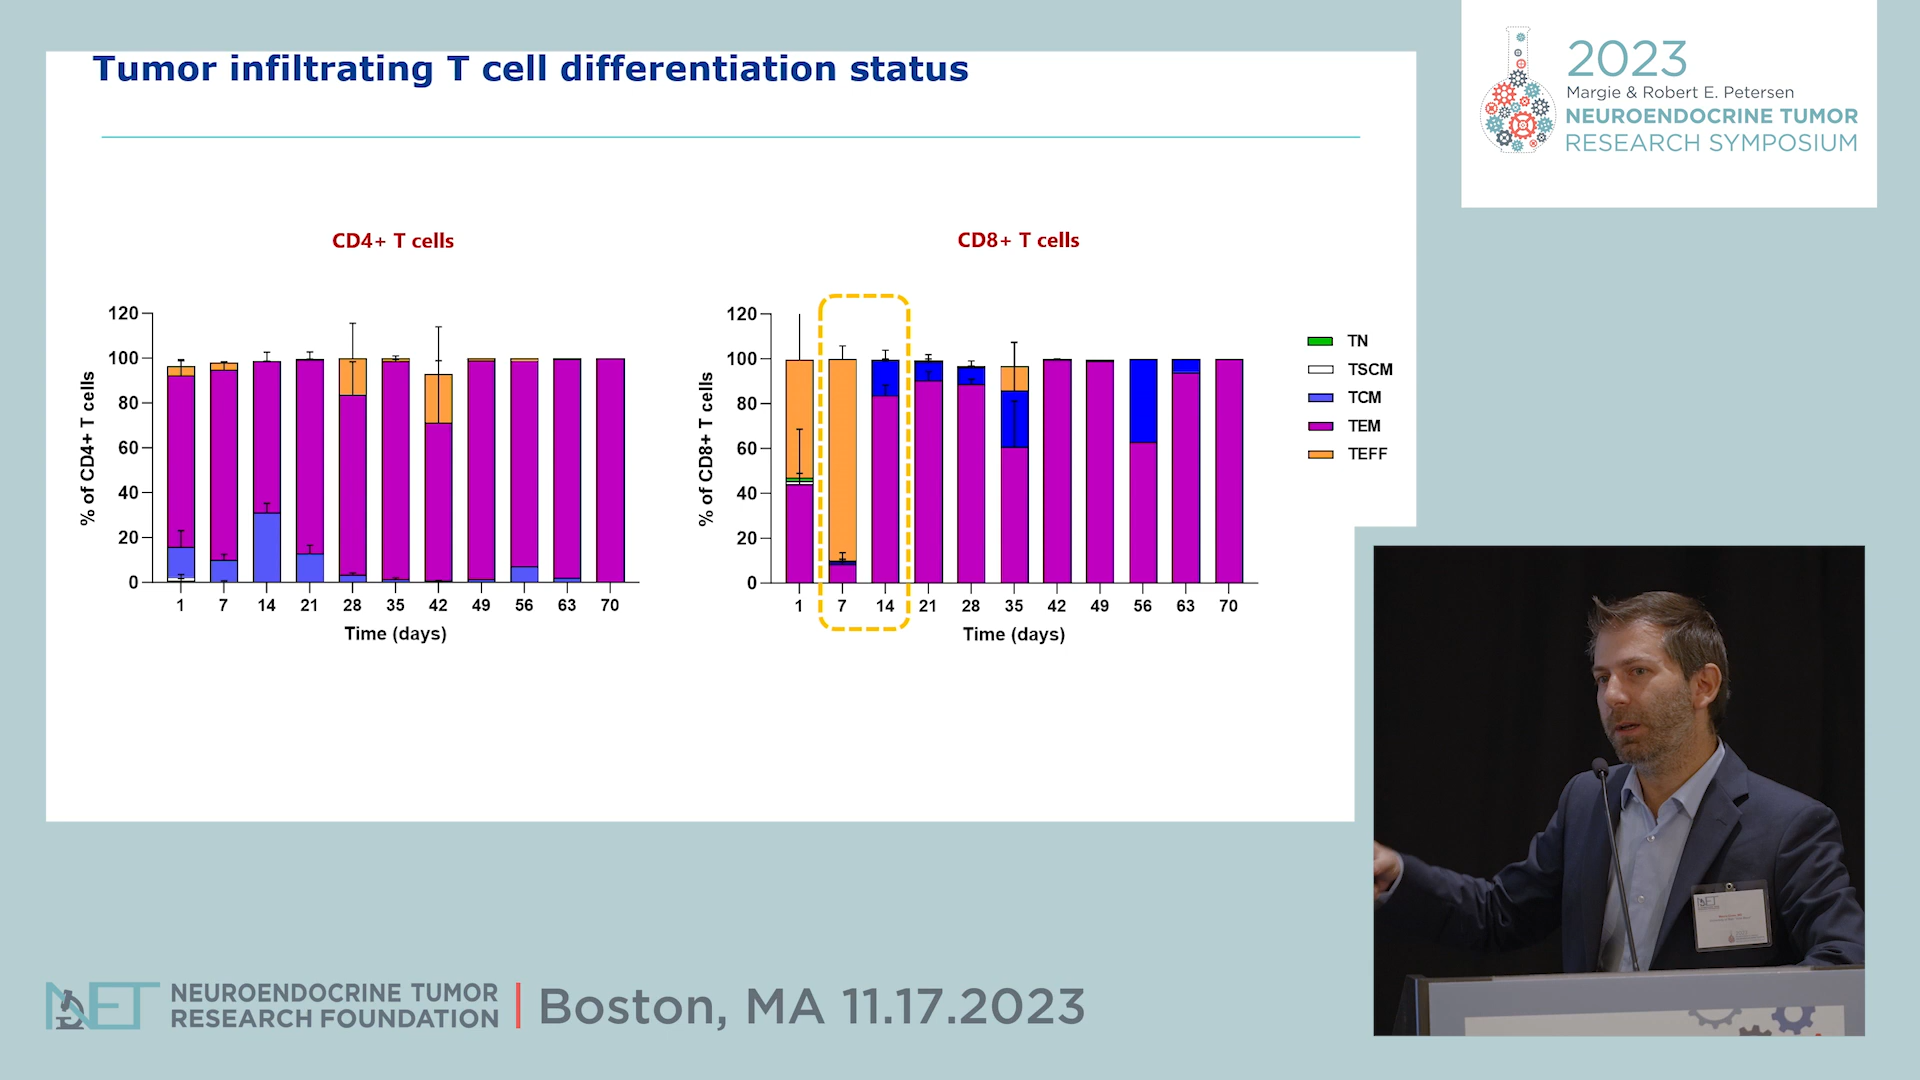 Tumor infiltrating T cell differentiation status
2023
Margie & Robert E. Petersen
NEUROENDOCRINE TUMOR
RESEARCH SYMPOSIUM
CD4+ T cells
120
100
80
60
40
20
0
% of CD4+ T cells
1 7 14 21 28 35 42 49 56 63 70
Time (days)
CD8+ T cells
120
100
80
60
40
20
0
% of CD8+ T cells
1 7 14 21 28 35 42 49 56 63 70
Time (days)
TN
TSCM
TCM
TEM
TEFF
NET
NET
NEUROENDOCRINE TUMOR
RESEARCH FOUNDATION
Boston, MA 11.17.2023